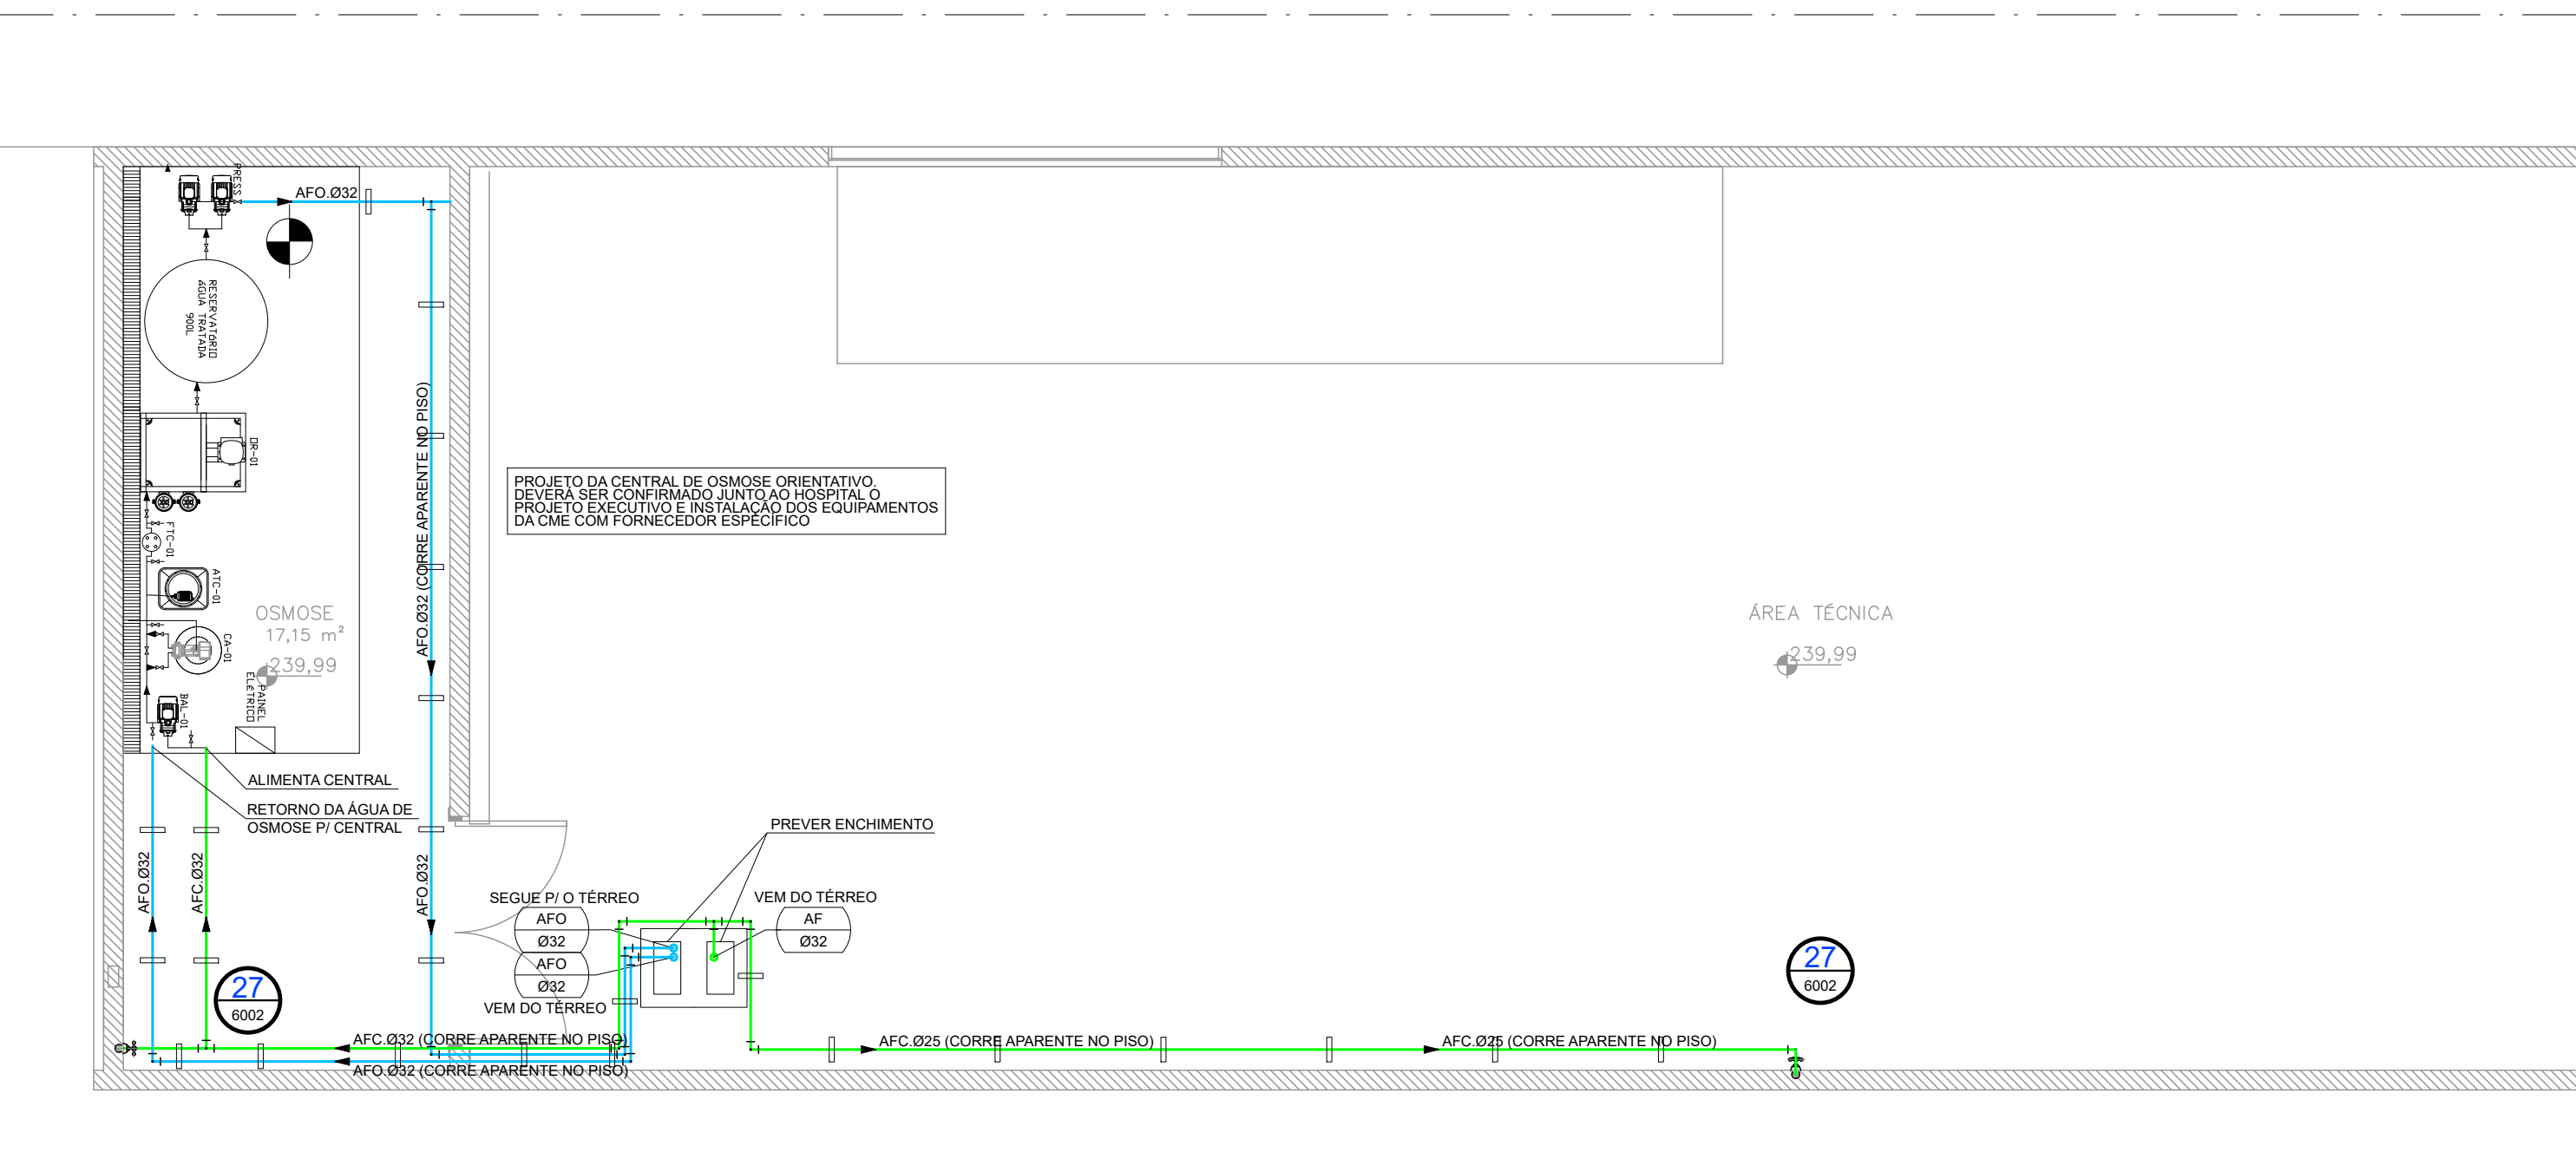 PRESS
AFO.Ø32
RESERVATÓRIO
ÁGUA TRATADA
900L
OR-01
AFO.Ø32 (CORRE APARENTE NO PISO)
PROJETO DA CENTRAL DE OSMOSE ORIENTATIVO.
DEVERÁ SER CONFIRMADO JUNTO AO HOSPITAL O
PROJETO EXECUTIVO E INSTALAÇÃO DOS EQUIPAMENTOS
DA CME COM FORNECEDOR ESPECÍFICO
FTC-01
ATC-01
OSMOSE
17,15 m²
239,99
CA-01
PAINEL
ELÉTRICO
BAL-01
ÁREA TÉCNICA
239,99
ALIMENTA CENTRAL
RETORNO DA ÁGUA DE
OSMOSE P/ CENTRAL
PREVER ENCHIMENTO
AFO.Ø32
AFC.Ø32
AFO.Ø32
SEGUE P/ O TÉRREO
AFO
Ø32
AFO
Ø32
VEM DO TÉRREO
VEM DO TÉRREO
AF
Ø32
27
6002
27
6002
AFC.Ø32 (CORRE APARENTE NO PISO)
AFO.Ø32 (CORRE APARENTE NO PISO)
AFC.Ø25 (CORRE APARENTE NO PISO)
AFC.Ø25 (CORRE APARENTE NO PISO)